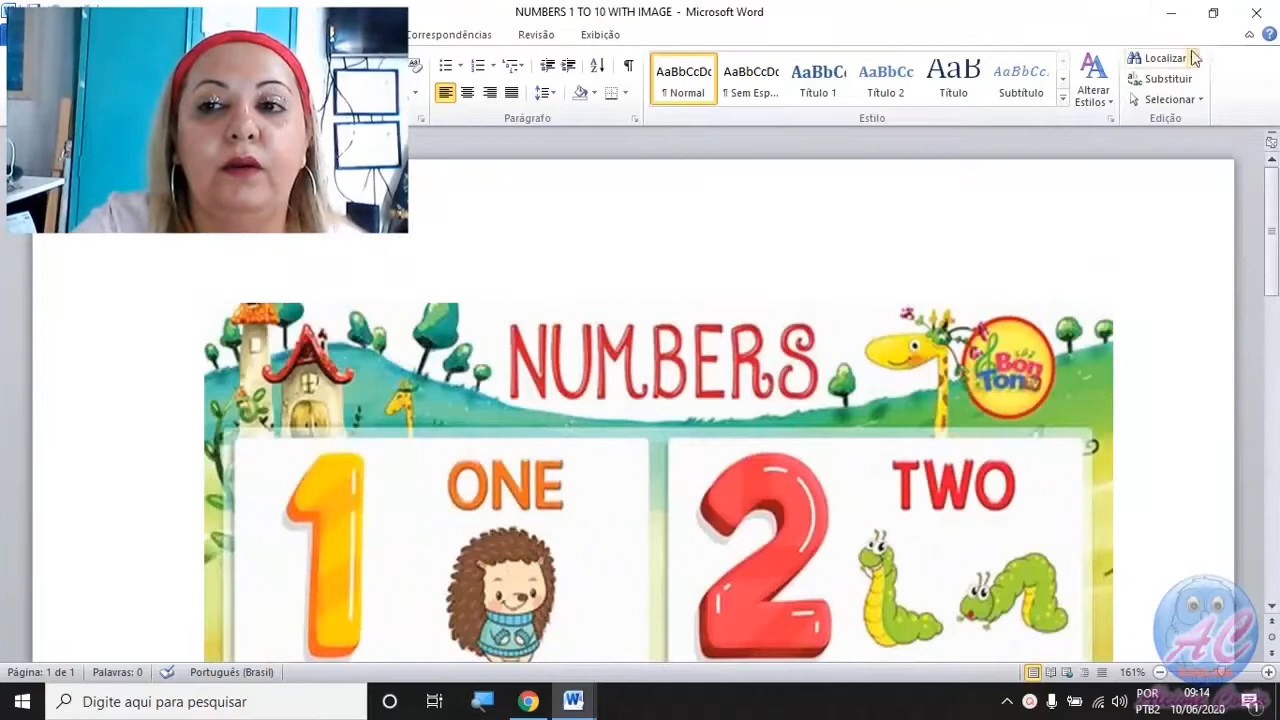 NUMBERS 1 TO 10 WITH IMAGE - Microsoft Word
Correspondências Revisão Exibição
AaBbCcDc AaBbCcDc AaBbC AaBbCc AaB AaBbCc.
¶ Normal ¶ Sem Esp... Título 1 Título 2 Título Subtítulo
Alterar
Estilos
Localizar
Substituir
Selecionar
Parágrafo Estilo Edição
NUMBERS
Bon
Tono
1 ONE 2 TWO
Página: 1 de 1 Palavras: 0 Português (Brasil) 161%
Digite aqui para pesquisar
POR
PTB2
09:14
10/06/2020